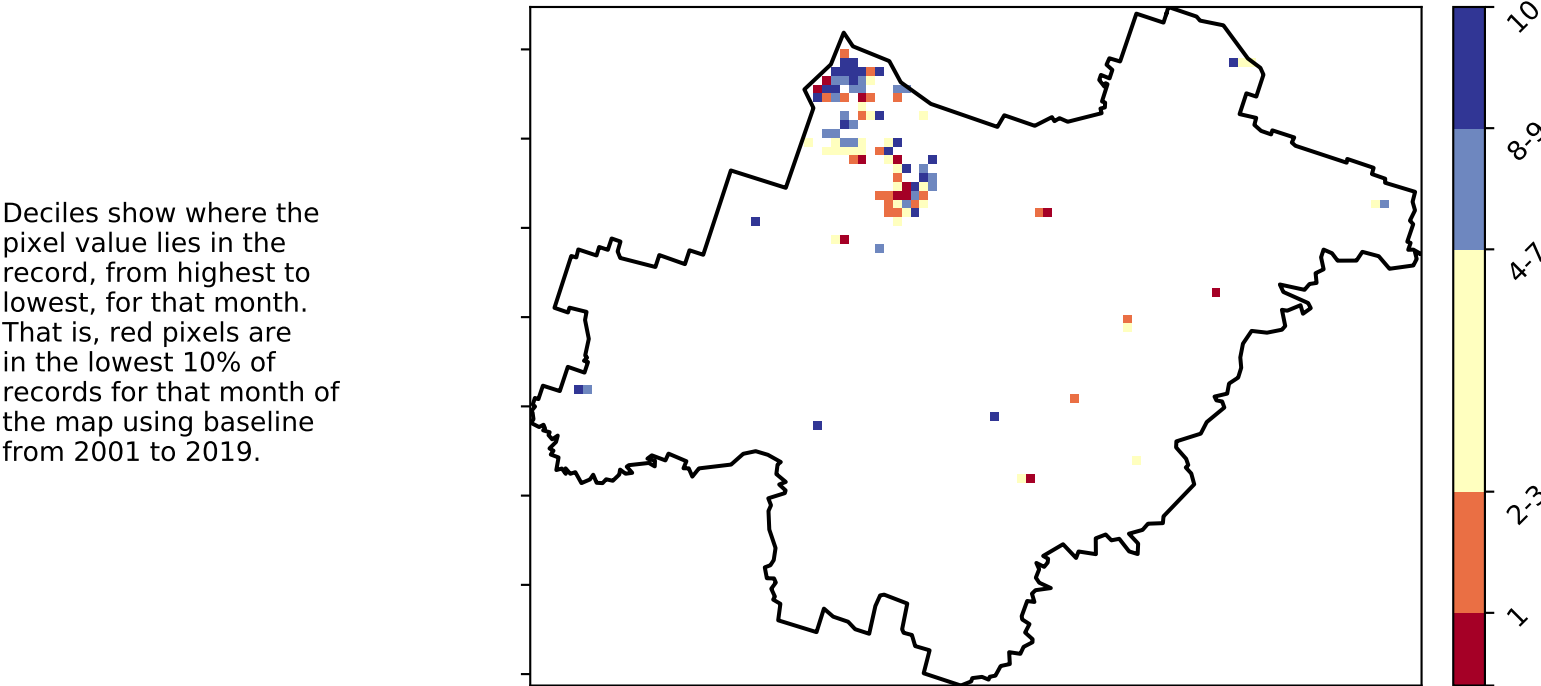 Deciles show where the
pixel value lies in the
record, from highest to
lowest, for that month.
That is, red pixels are
in the lowest 10% of
records for that month of
the map using baseline
from 2001 to 2019.
10
8-9
4-7
2-3
1